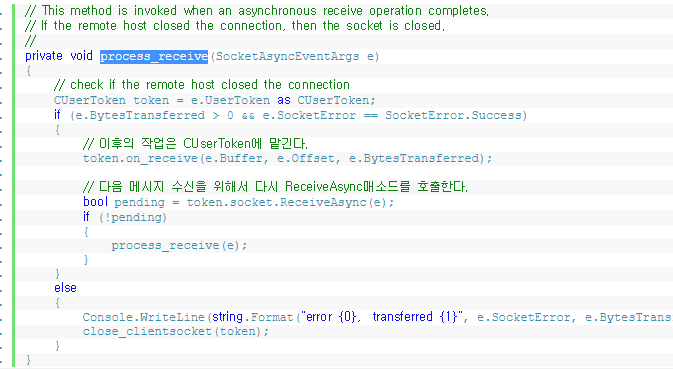 // This method is invoked when an asynchronous receive operation completes.
// If the remote host closed the connection, then the socket is closed.
//
private void process_receive(SocketAsyncEventArgs e)
{
// check if the remote host closed the connection
CUserToken token = e.UserToken as CUserToken;
if (e.BytesTransferred > 0 && e.SocketError == SocketError.Success)
{
// 이후의 작업은 CUserToken에 맡긴다.
token.on_receive(e.Buffer, e.Offset, e.BytesTransferred);
// 다음 메시지 수신을 위해서 다시 ReceiveAsync매소드를 호출한다.
bool pending = token.socket.ReceiveAsync(e);
if (!pending)
{
process_receive(e);
}
}
else
{
Console.WriteLine(string.Format("error {0}, transferred {1}", e.SocketError, e.BytesTrans
close_clientsocket(token);
}
}